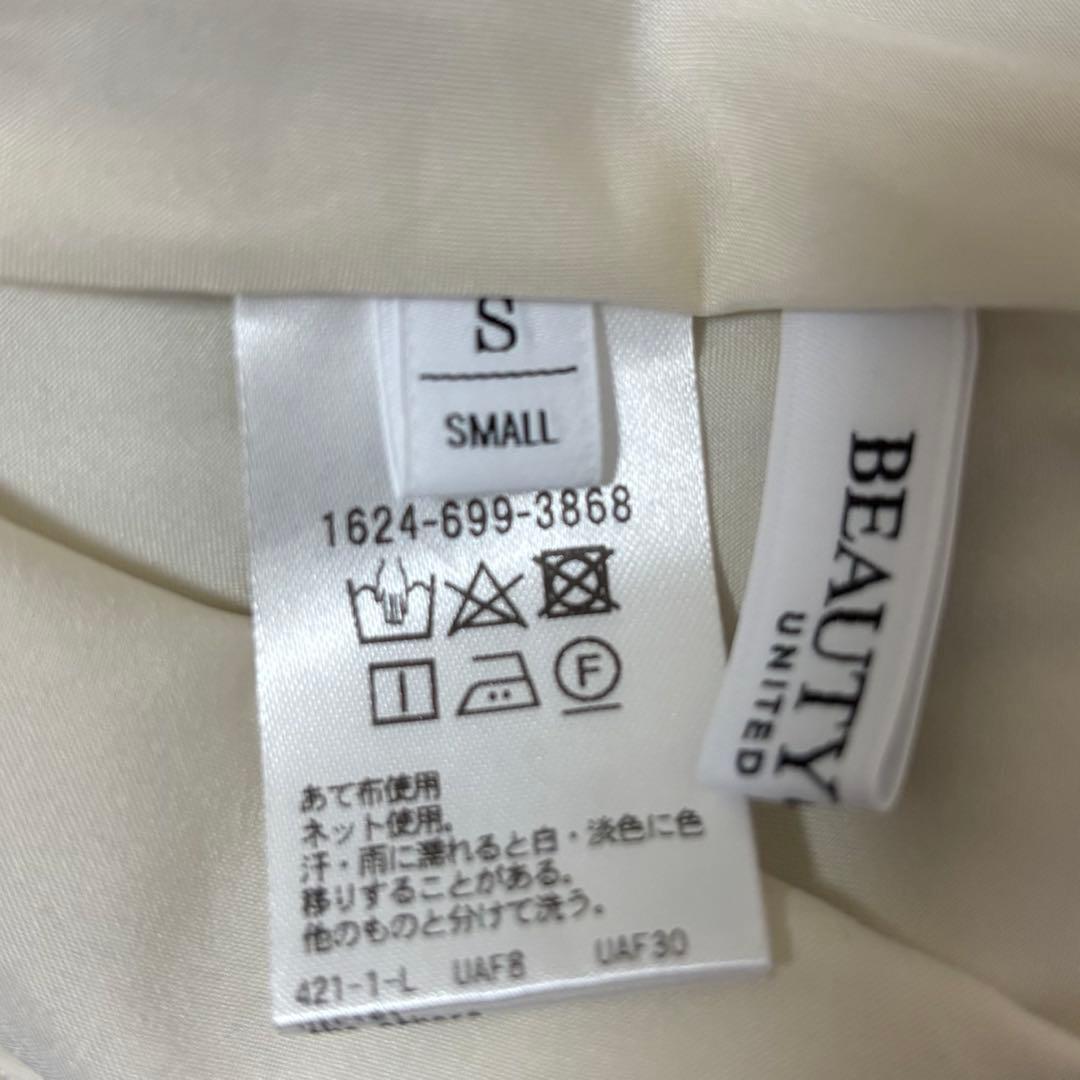 S
SMALL
1624-699-3868
F
あて布使用
ネット使用.
汗・雨に濡れると白・淡色に色
移りすることがある.
他のものと分けて洗う.
421-1-L UAF8 UAF30
BEAUTY
UNITED